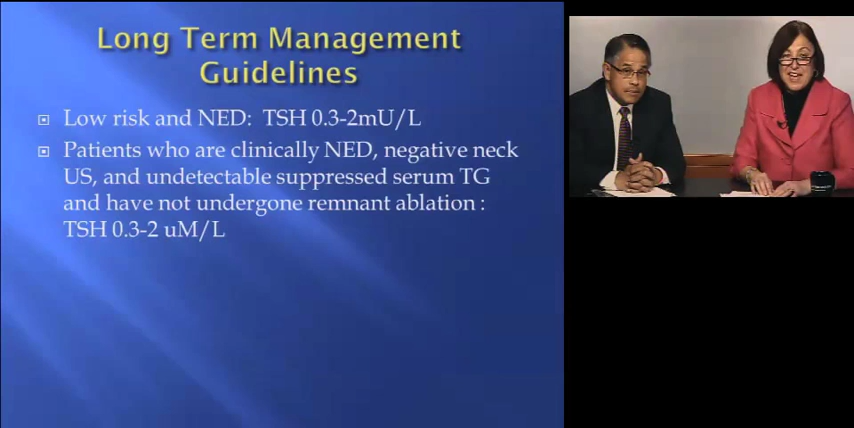 Long Term Management
Guidelines
Low risk and NED: TSH 0.3-2mU/L
Patients who are clinically NED, negative neck
US, and undetectable suppressed serum TG
and have not undergone remnant ablation :
TSH 0.3-2 uM/L